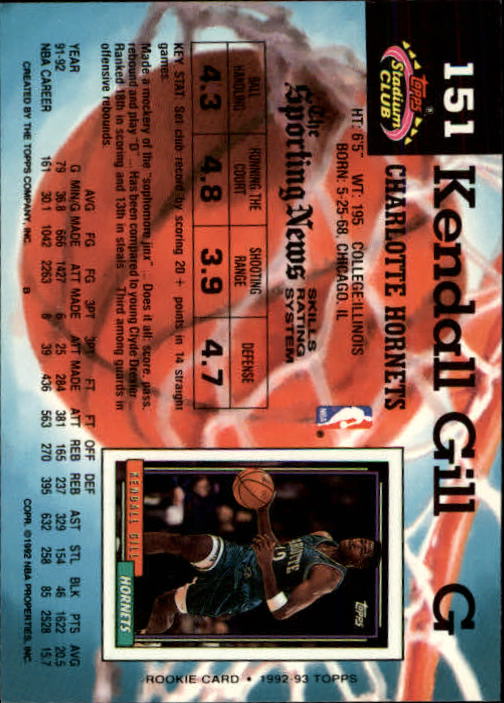 151 Kendall Gill G
Topps®
Stadium
CLUB
CHARLOTTE HORNETS
HT: 6'5" WT: 195 COLLEGE: ILLINOIS
BORN: 5-25-68, CHICAGO, IL
The Sporting News SKILLS RATING SYSTEM
BALL HANDLING RUNNING THE COURT SHOOTING RANGE DEFENSE
4.3 4.8 3.9 4.7
KEY STAT: Set club record by scoring 20 + points in 14 straight
games.
Made a mockery of the "sophomore jinx" ... Does it all: score, pass,
rebound and play "D" ... Has been compared to young Clyde Drexler ...
Ranked 18th in scoring and 13th in steals ... Third among guards in
offensive rebounds.
AVG FG FG 3PT 3PT FT FT OFF DEF
YEAR G MIN/G MADE ATT MADE ATT MADE ATT REB REB AST STL BLK PTS AVG
91-92 79 36.8 666 1427 6 25 284 381 165 237 329 154 46 1622 20.5
NBA CAREER 161 30.1 1042 2263 8 39 436 563 270 395 632 258 85 2528 15.7
CREATED BY THE TOPPS COMPANY, INC. B COPR. ©1992 NBA PROPERTIES, INC.
NBA
Topps
KENDALL GILL HORNETS
ROOKIE CARD • 1992-93 TOPPS